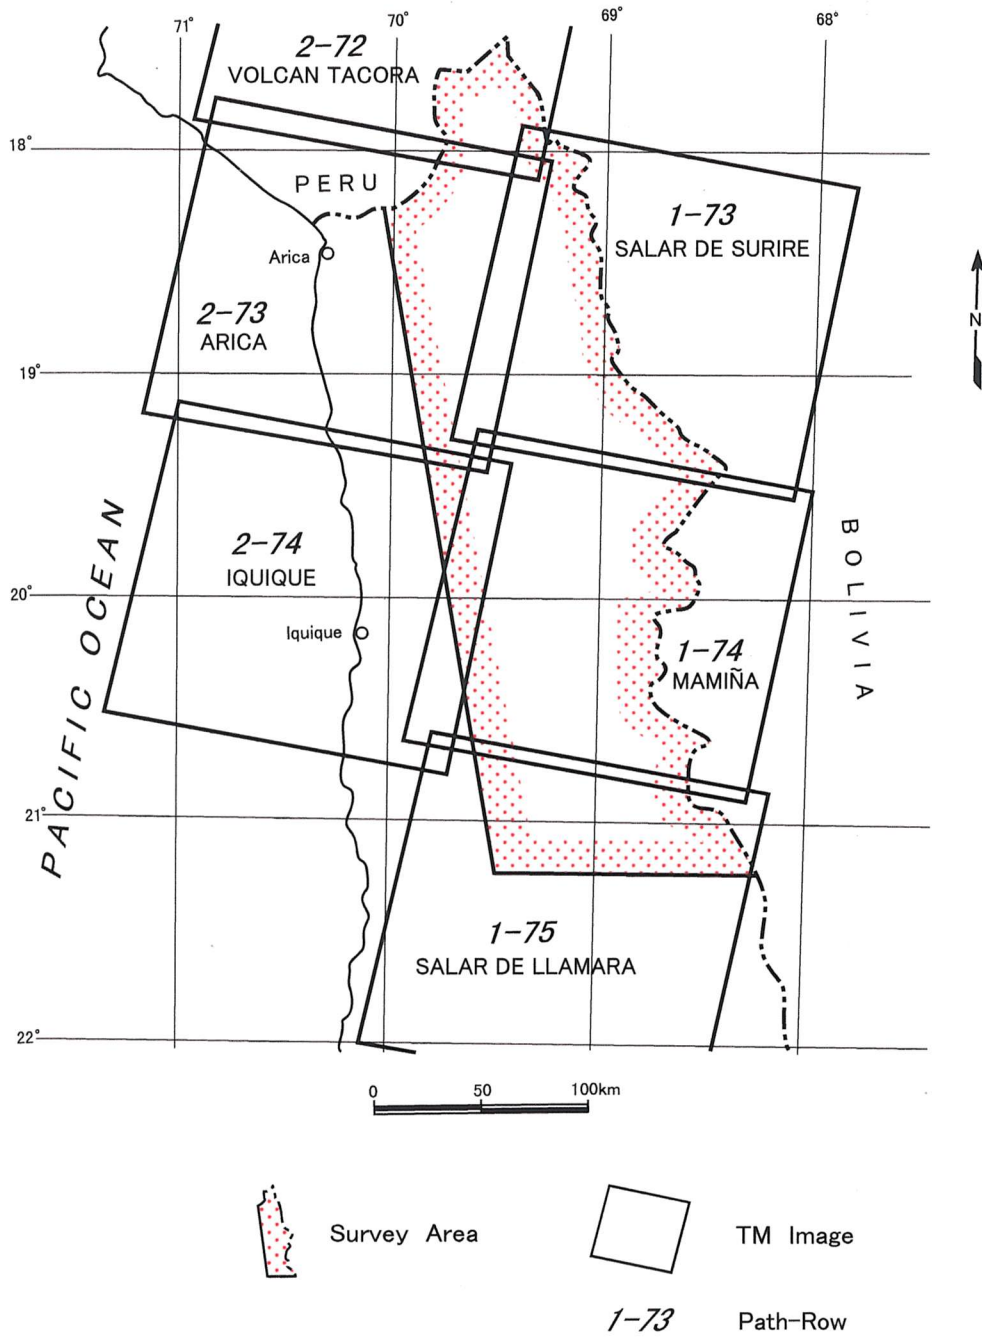 71°
70°
69°
68°
2-72
VOLCAN TACORA
18°
PERU
1-73
SALAR DE SURIRE
Arica
N
2-73
ARICA
19°
PACIFIC OCEAN
2-74
IQUIQUE
BOLIVIA
20°
Iquique
1-74
MAMIÑA
21°
1-75
SALAR DE LLAMARA
22°
0 50 100km
Survey Area
TM Image
1-73 Path-Row